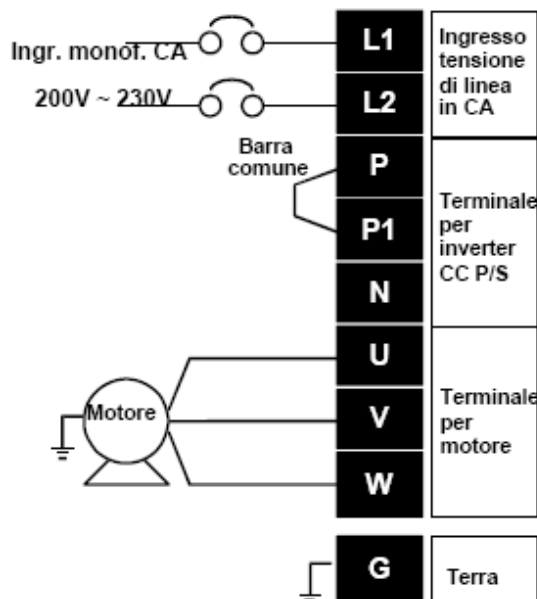 Ingr. monof. CA
200V ~ 230V
L1
L2
Ingresso
tensione
di linea
in CA
Barra
comune
P
P1
N
Terminale
per
inverter
CC P/S
Motore
U
V
W
Terminale
per
motore
G
Terra